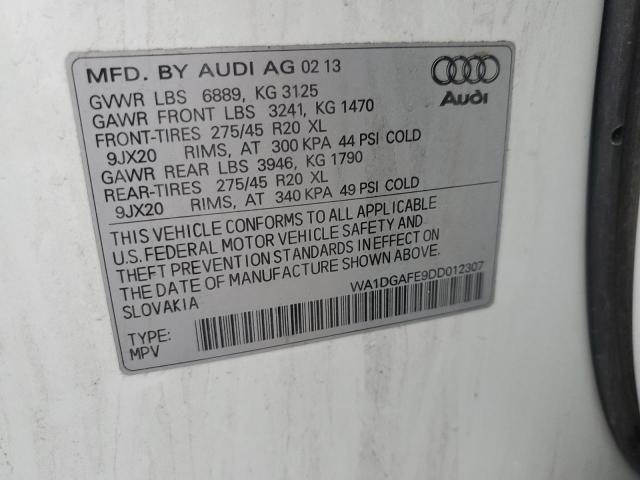 MFD. BY AUDI AG 02 13
GVWR LBS 6889, KG 3125
GAWR FRONT LBS 3241, KG 1470
FRONT-TIRES 275/45 R20 XL
9JX20 RIMS, AT 300 KPA 44 PSI COLD
GAWR REAR LBS 3946, KG 1790
REAR-TIRES 275/45 R20 XL
9JX20 RIMS, AT 340 KPA 49 PSI COLD
Audi
THIS VEHICLE CONFORMS TO ALL APPLICABLE
U.S. FEDERAL MOTOR VEHICLE SAFETY AND
THEFT PREVENTION STANDARDS IN EFFECT ON
THE DATE OF MANUFACTURE SHOWN ABOVE.
SLOVAKIA
WA1DGAFE9DD012307
TYPE:
MPV